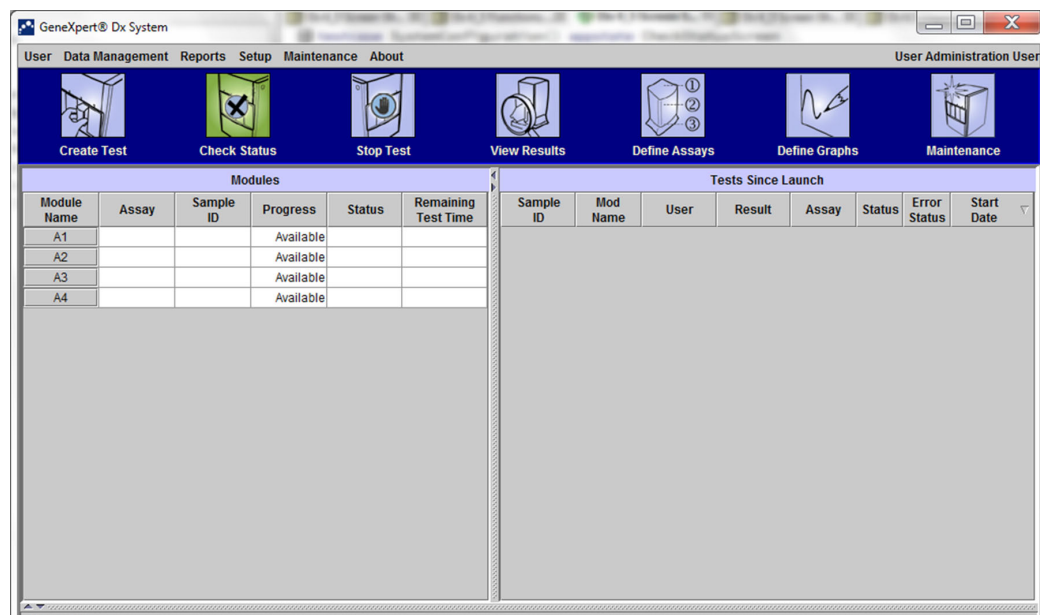 GeneXpert® Dx System
User Data Management Reports Setup Maintenance About User Administration User
① ② ③
Create Test Check Status Stop Test View Results Define Assays Define Graphs Maintenance
Modules Tests Since Launch
Module Name Assay Sample ID Progress Status Remaining Test Time Sample ID Mod Name User Result Assay Status Error Status Start Date
A1 Available
A2 Available
A3 Available
A4 Available